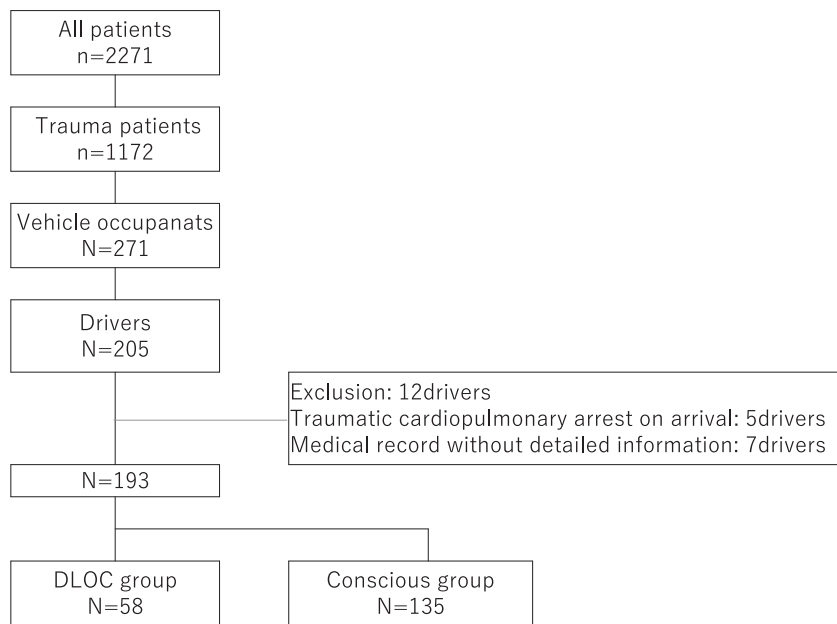 All patients
n=2271
Trauma patients
n=1172
Vehicle occupanats
N=271
Drivers
N=205
Exclusion: 12drivers
Traumatic cardiopulmonary arrest on arrival: 5drivers
Medical record without detailed information: 7drivers
N=193
DLOC group
N=58
Conscious group
N=135